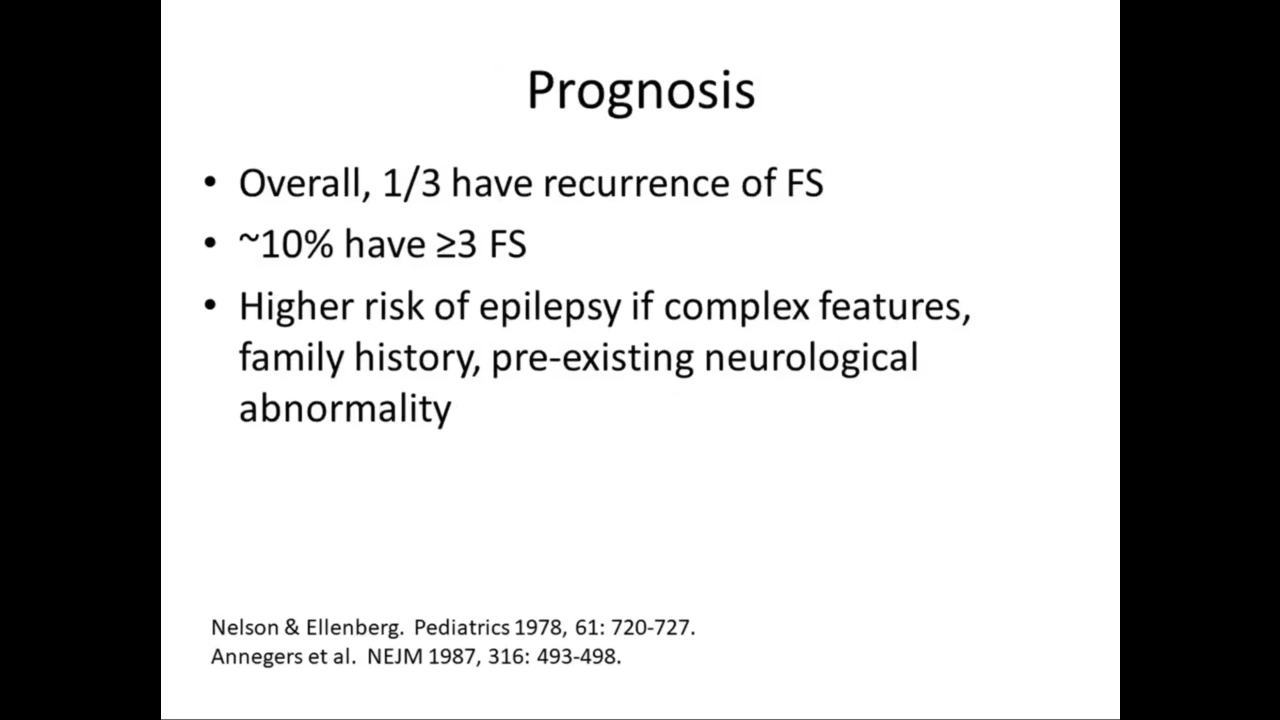 Prognosis
• Overall, 1/3 have recurrence of FS
• ~10% have ≥3 FS
• Higher risk of epilepsy if complex features,
family history, pre-existing neurological
abnormality
Nelson & Ellenberg. Pediatrics 1978, 61: 720-727.
Annegers et al. NEJM 1987, 316: 493-498.